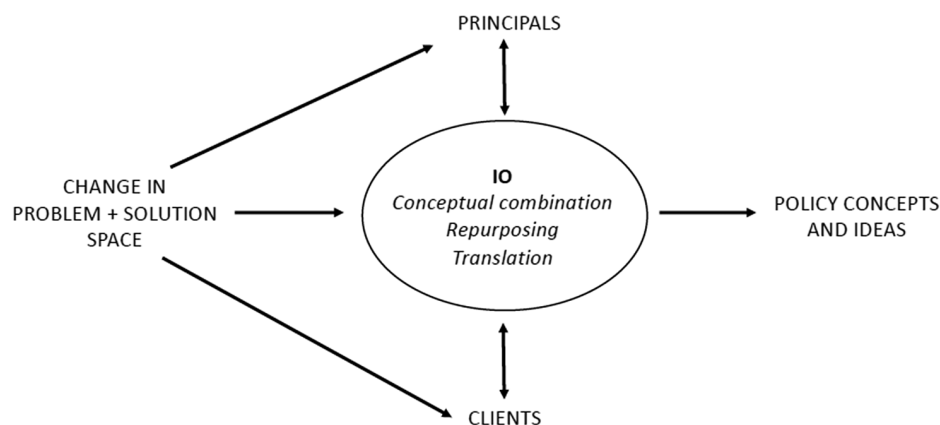 PRINCIPALS
IO
Conceptual combination
Repurposing
Translation
CHANGE IN
PROBLEM + SOLUTION
SPACE
POLICY CONCEPTS
AND IDEAS
CLIENTS